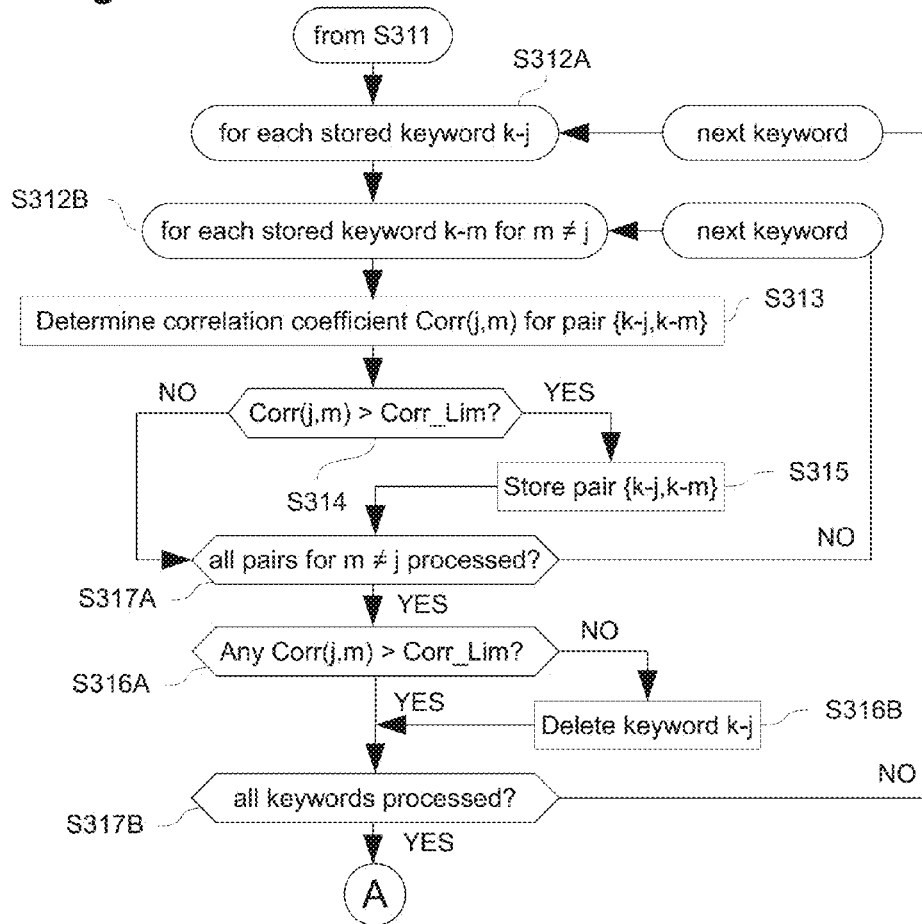 from S311
S312A
for each stored keyword k-j
next keyword
S312B
for each stored keyword k-m for m ≠ j
next keyword
S313
Determine correlation coefficient Corr(j,m) for pair {k-j,k-m}
NO
YES
Corr(j,m) > Corr_Lim?
S314
Store pair {k-j,k-m}
S315
all pairs for m ≠ j processed?
NO
S317A
YES
Any Corr(j,m) > Corr_Lim?
NO
S316A
YES
Delete keyword k-j
S316B
all keywords processed?
NO
S317B
YES
A